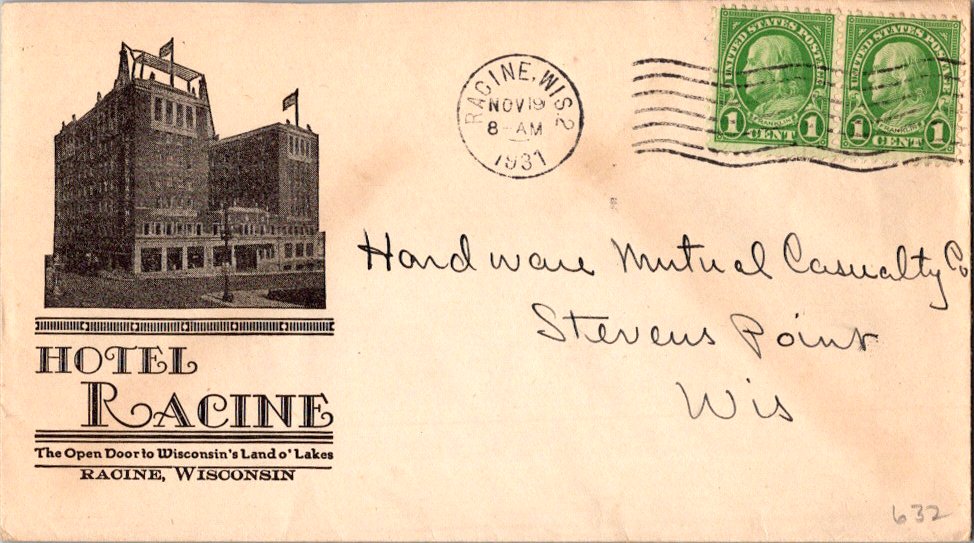 RACINE, WIS. 2
NOV 19
8-AM
1931
UNITED STATES POSTAGE
FRANKLIN
1 CENT 1
UNITED STATES POSTAGE
FRANKLIN
1 CENT 1
Hardware Mutual Casualty Co
Stevens Point
Wis
HOTEL
RACINE
The Open Door to Wisconsin's Land o' Lakes
RACINE, WISCONSIN
632